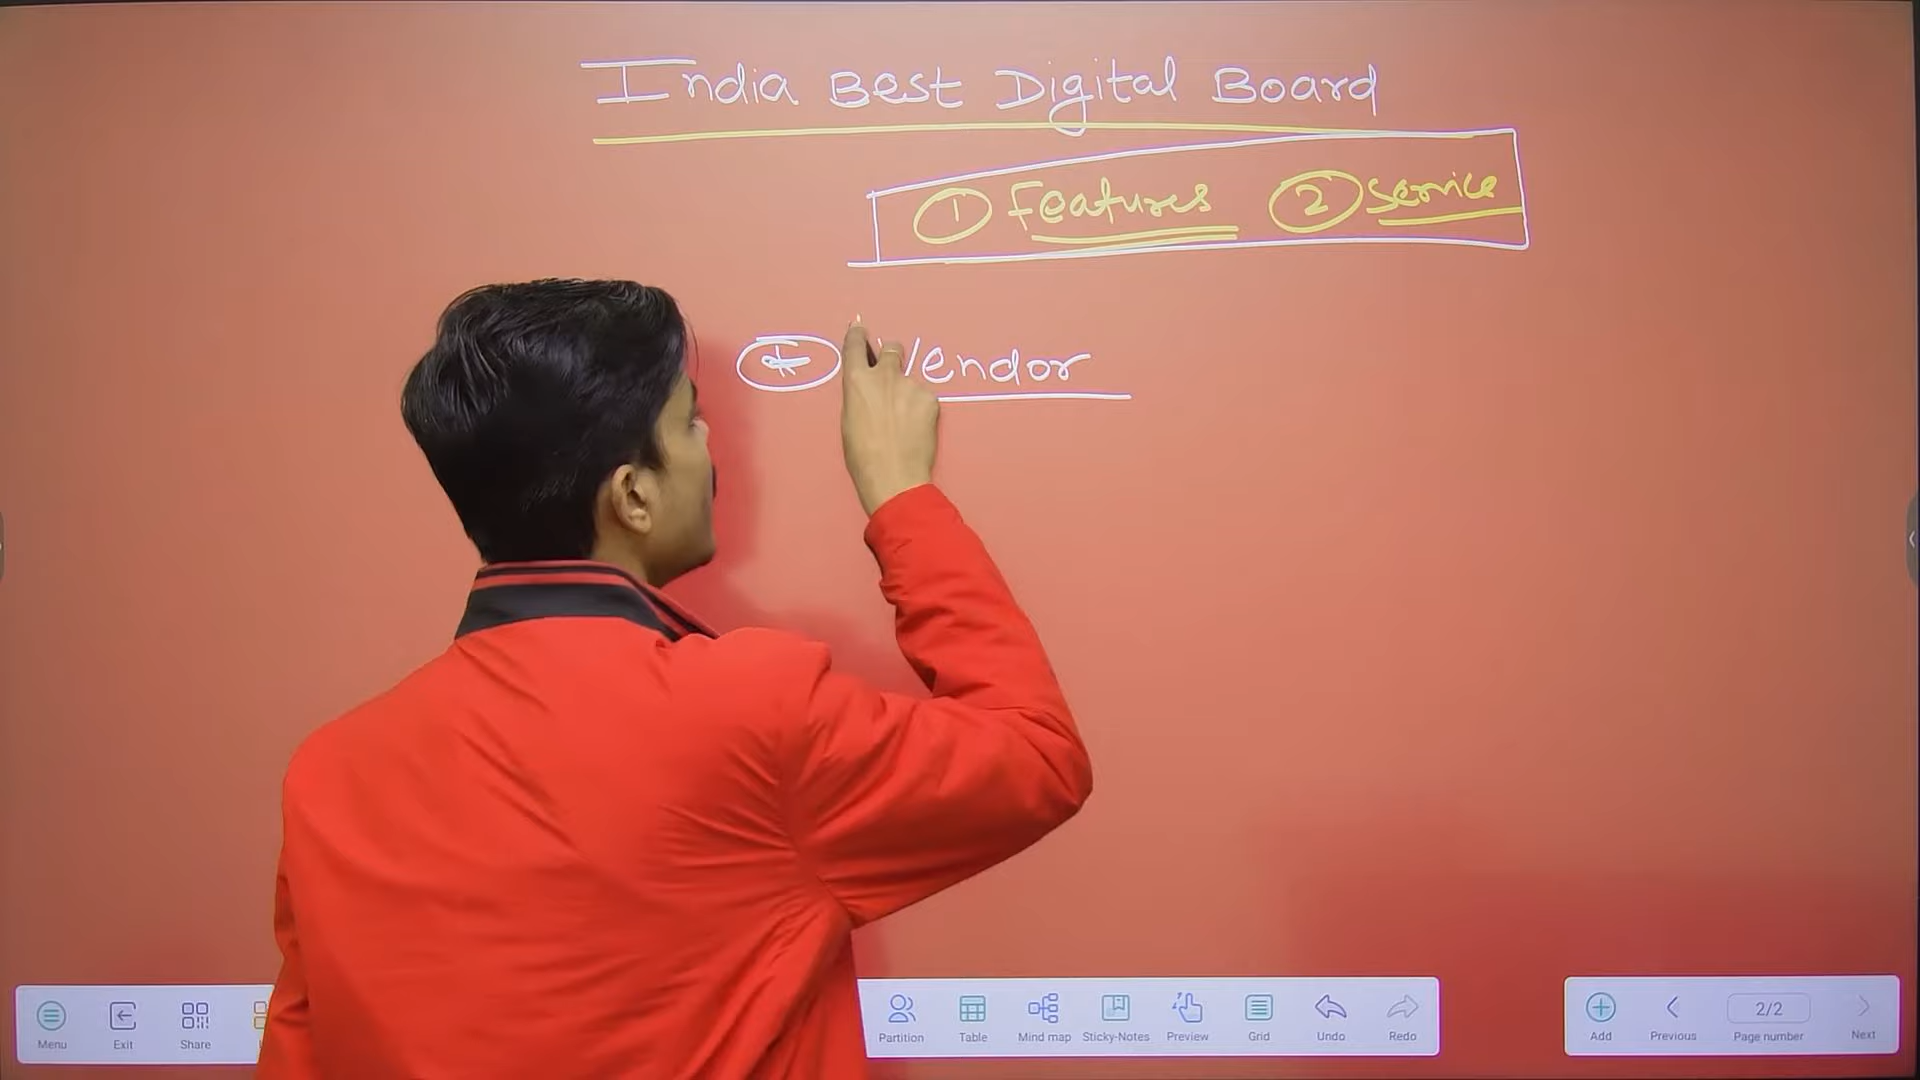 India Best Digital Board
① Features ② Service
* Vendor
Menu Exit Share Partition Table Mind map Sticky-Notes Preview Grid Undo Redo Add Previous 2/2 Page number Next